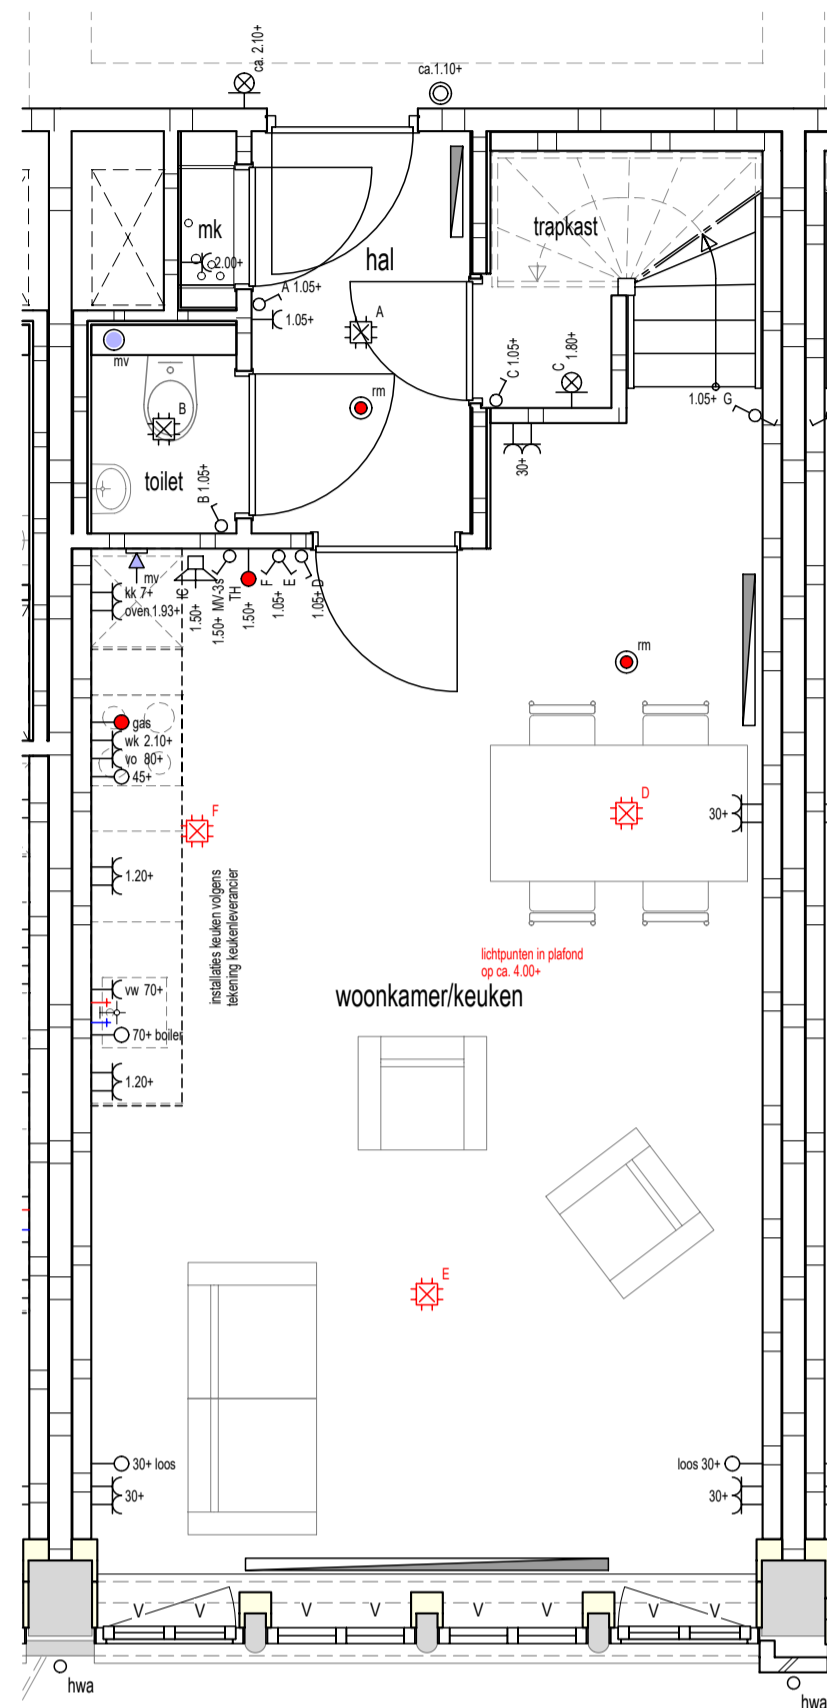 ca. 2.10+
ca.1.10+
mk
2.00+
hal
trapkast
A 1.05+
1.05+
A
mv
B
toilet
B 1.05+
rm
C 1.05+
C 1.80+
1.05+ G
30+
mv
kk 7+
oven 1.93+
IC
1.50+
MV-3s
1.50+
TH
1.50+
F
1.05+
E
D
1.05+
rm
gas
wk 2.10+
vo 80+
45+
F
D
30+
1.20+
installaties keuken volgens
tekening keukenleverancier
lichtpunten in plafond
op ca. 4.00+
woonkamer/keuken
vw 70+
70+ boiler
1.20+
E
30+ loos
30+
loos 30+
30+
V V V V V V V V
hwa
hwa